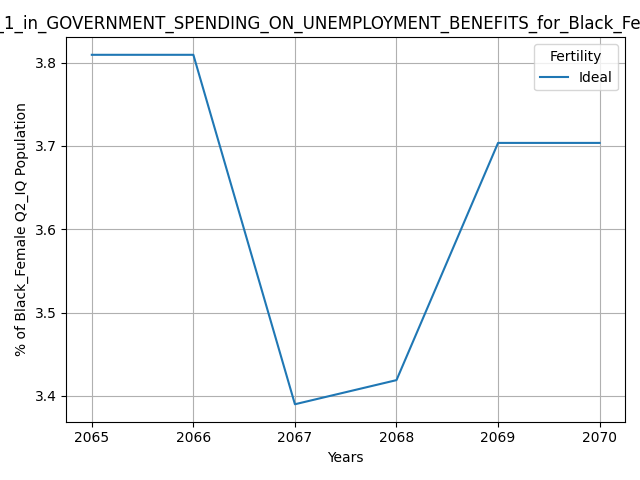 _1_in_GOVERNMENT_SPENDING_ON_UNEMPLOYMENT_BENEFITS_for_Black_Fe
Fertility
Ideal
% of Black_Female Q2_IQ Population
3.8
3.7
3.6
3.5
3.4
2065 2066 2067 2068 2069 2070
Years